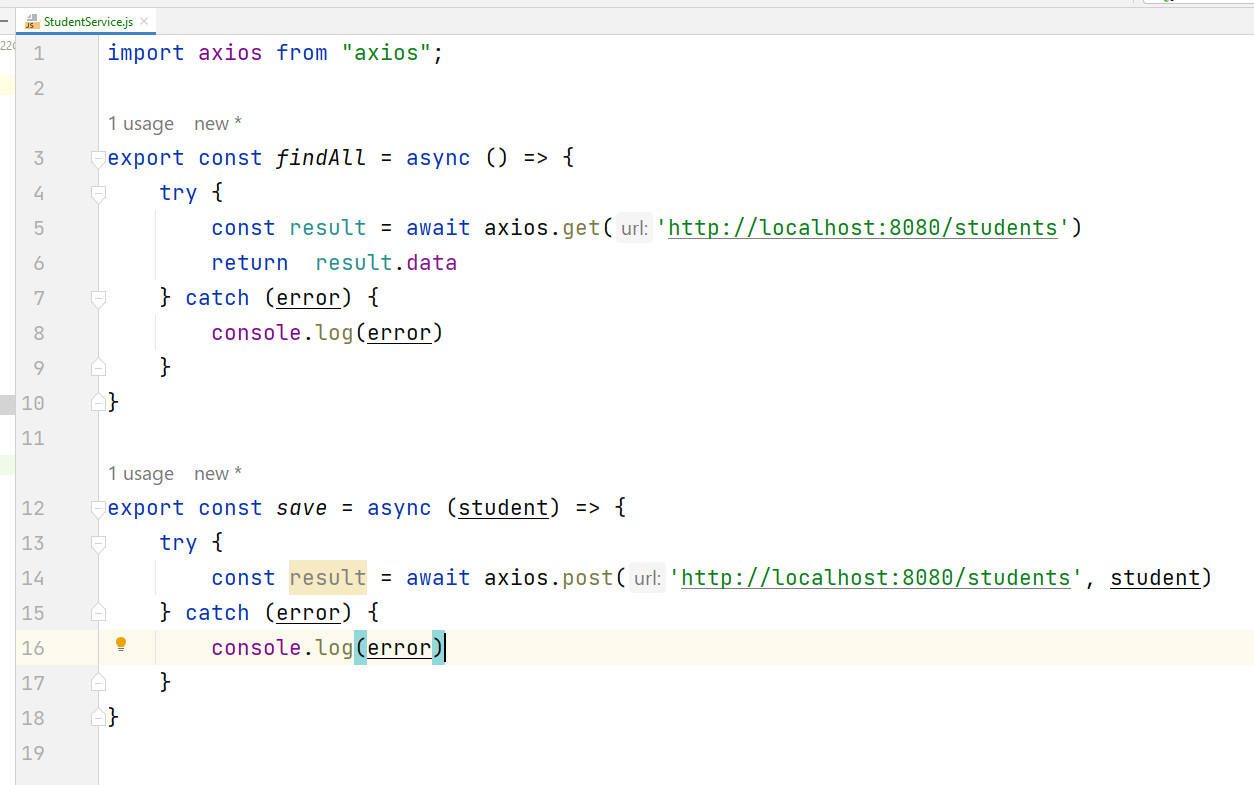 StudentService.js
220
1 import axios from "axios";
2
1 usage new *
3 export const findAll = async () => {
4     try {
5         const result = await axios.get( url: 'http://localhost:8080/students')
6         return  result.data
7     } catch (error) {
8         console.log(error)
9     }
10 }
11
1 usage new *
12 export const save = async (student) => {
13     try {
14         const result = await axios.post( url: 'http://localhost:8080/students', student)
15     } catch (error) {
16         console.log(error)
17     }
18 }
19